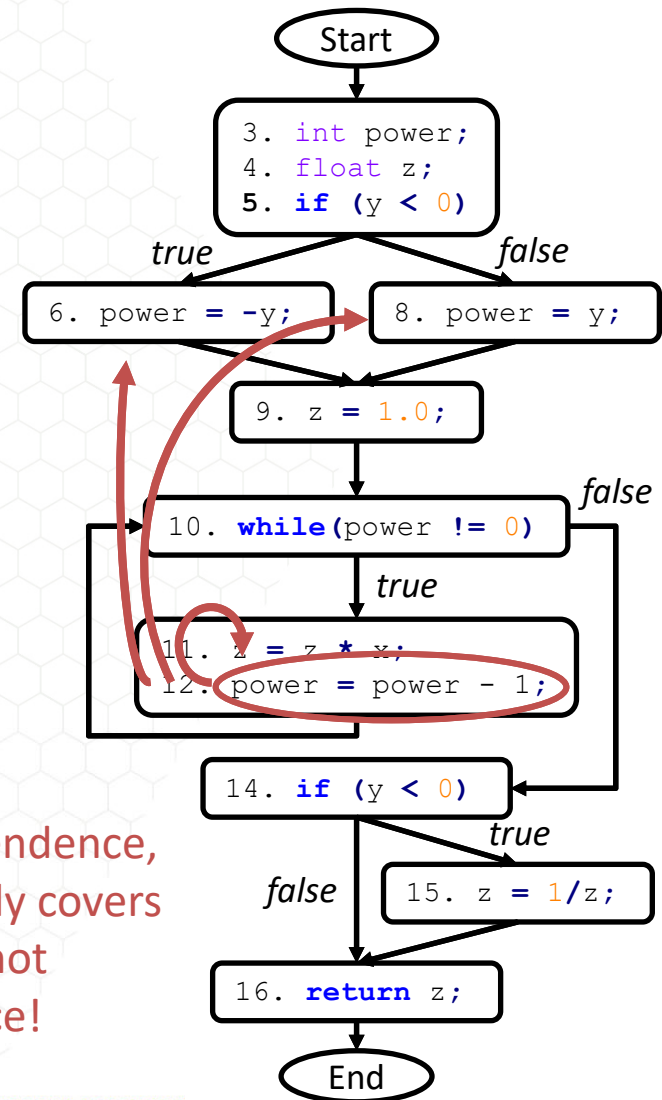 Start
3. int power;
4. float z;
5. if (y < 0)
true
false
6. power = -y;
8. power = y;
9. z = 1.0;
false
10. while(power != 0)
true
11. z = z * x;
12. power = power - 1;
14. if (y < 0)
true
false
15. z = 1/z;
16. return z;
End
ndence,
ly covers
not
ce!